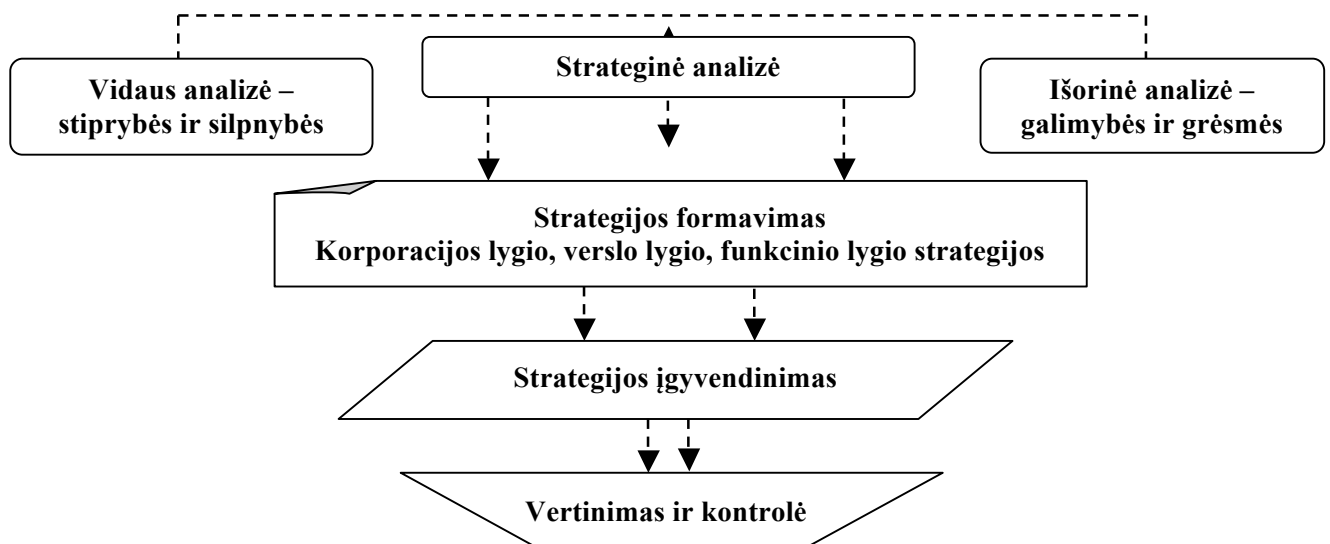 Strateginė analizė
Vidaus analizė –
stiprybės ir silpnybės
Išorinė analizė –
galimybės ir grėsmės
Strategijos formavimas
Korporacijos lygio, verslo lygio, funkcinio lygio strategijos
Strategijos įgyvendinimas
Vertinimas ir kontrolė